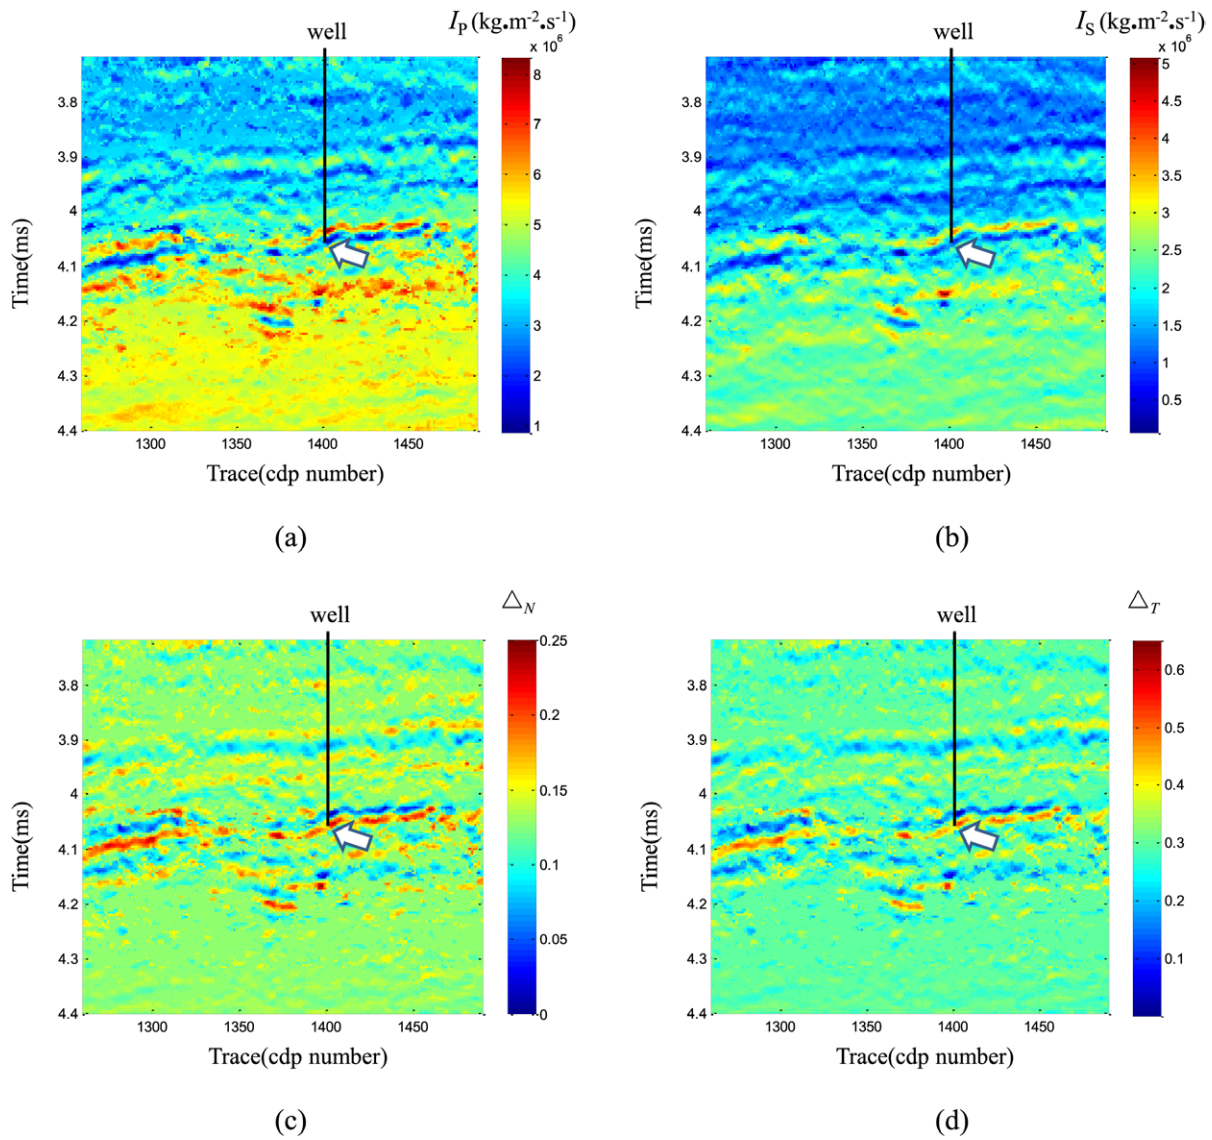 I_P (kg.m-2.s-1)
x 10^6
well
8
7
6
5
4
3
2
1
3.8
3.9
4
4.1
4.2
4.3
4.4
Time(ms)
1300 1350 1400 1450
Trace(cdp number)
(a)
I_S (kg.m-2.s-1)
x 10^6
well
5
4.5
4
3.5
3
2.5
2
1.5
1
0.5
3.8
3.9
4
4.1
4.2
4.3
4.4
Time(ms)
1300 1350 1400 1450
Trace(cdp number)
(b)
△_N
well
0.25
0.2
0.15
0.1
0.05
0
3.8
3.9
4
4.1
4.2
4.3
4.4
Time(ms)
1300 1350 1400 1450
Trace(cdp number)
(c)
△_T
well
0.6
0.5
0.4
0.3
0.2
0.1
3.8
3.9
4
4.1
4.2
4.3
4.4
Time(ms)
1300 1350 1400 1450
Trace(cdp number)
(d)